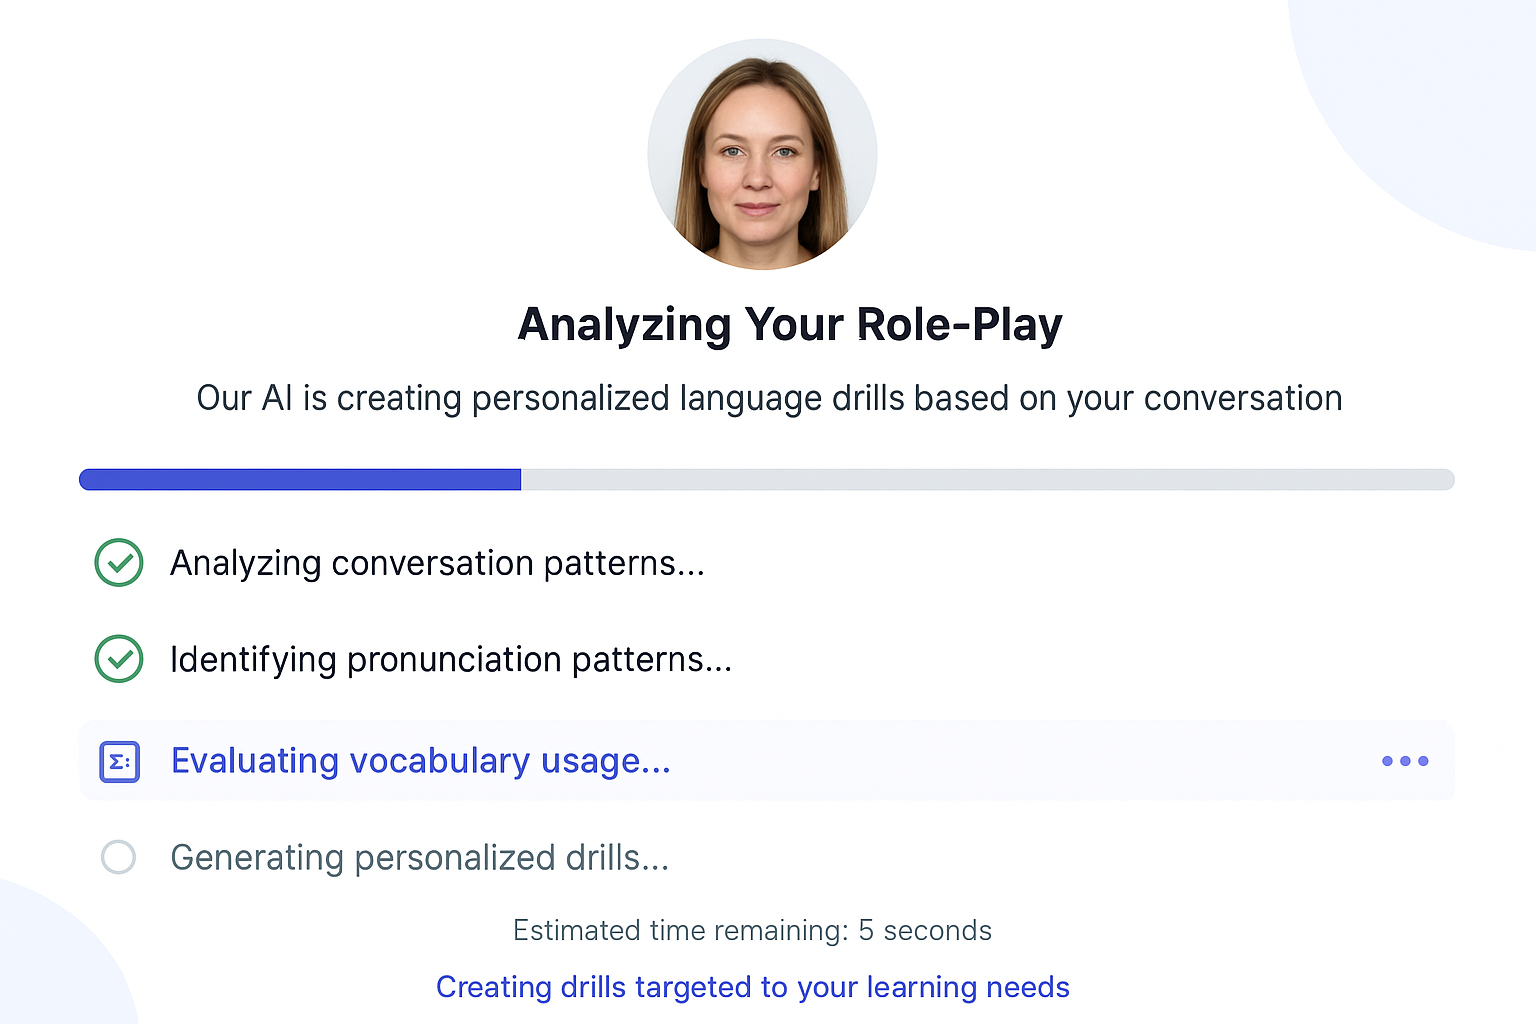 Analyzing Your Role-Play
Our AI is creating personalized language drills based on your conversation
Analyzing conversation patterns...
Identifying pronunciation patterns...
Evaluating vocabulary usage...
Generating personalized drills...
Estimated time remaining: 5 seconds
Creating drills targeted to your learning needs